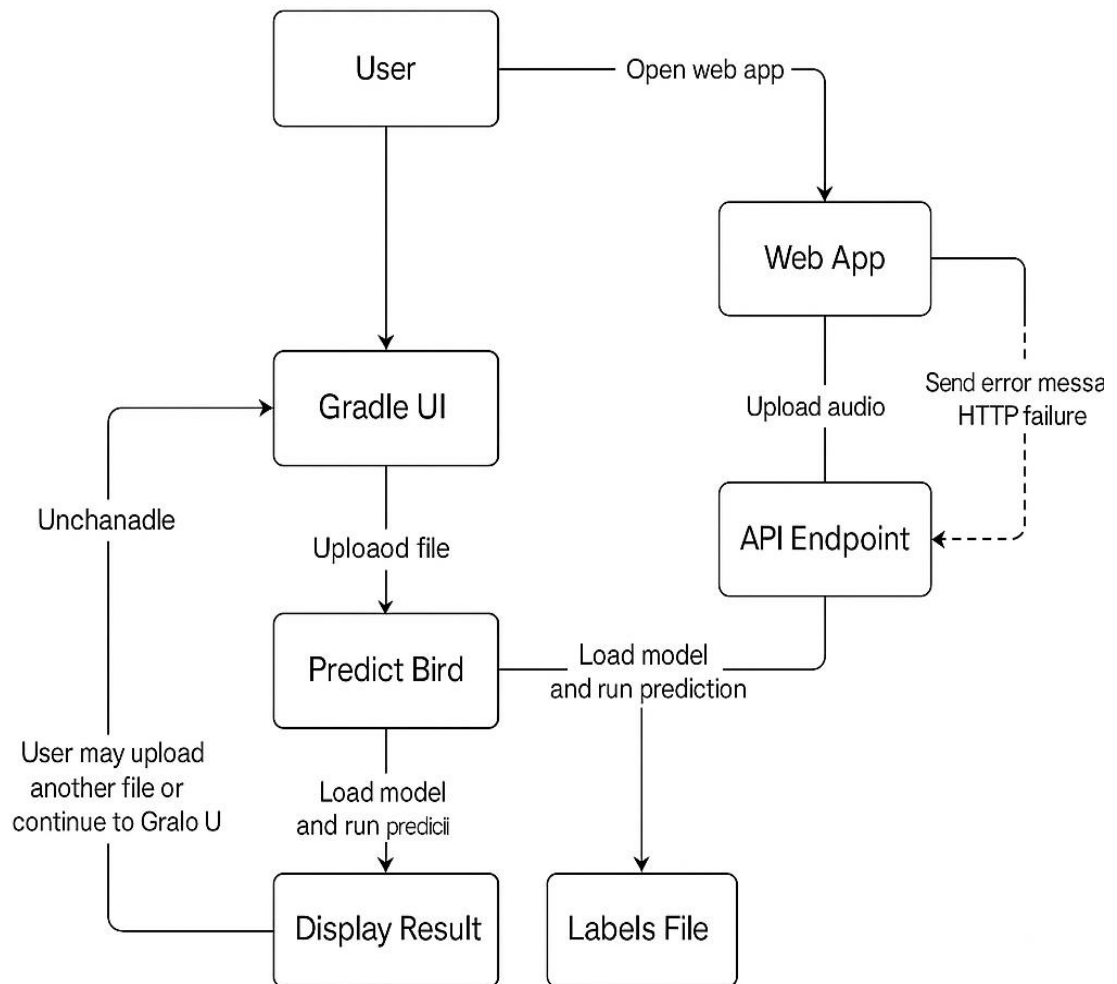 User
Open web app
Web App
Gradle UI
Upload audio
Send error messa
HTTP failure
Unchanadle
Uploaod file
API Endpoint
Predict Bird
Load model
and run prediction
User may upload
another file or
continue to Gralo U
Load model
and run predicii
Display Result
Labels File